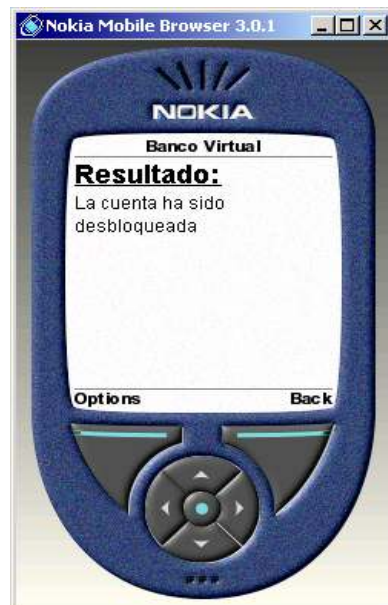 Nokia Mobile Browser 3.0.1
NOKIA
Banco Virtual
Resultado:
La cuenta ha sido
desbloqueada
Options Back